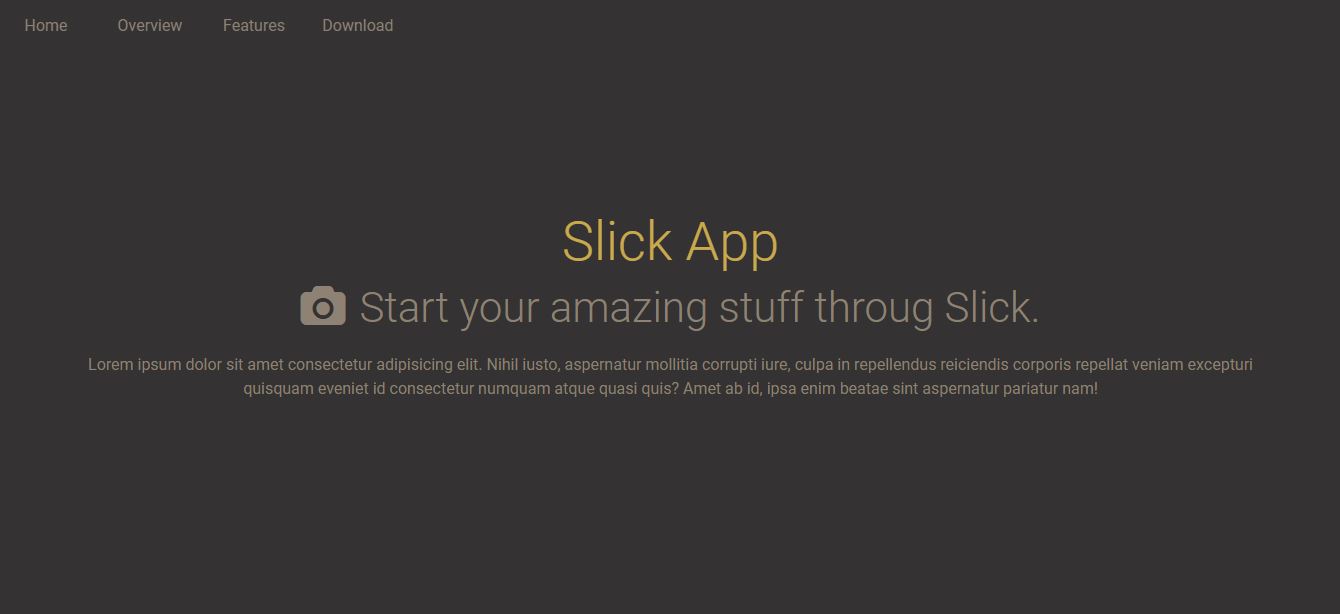 Home Overview Features Download
Slick App
Start your amazing stuff throug Slick.
Lorem ipsum dolor sit amet consectetur adipisicing elit. Nihil iusto, aspernatur mollitia corrupti iure, culpa in repellendus reiciendis corporis repellat veniam excepturi
quisquam eveniet id consectetur numquam atque quasi quis? Amet ab id, ipsa enim beatae sint aspernatur pariatur nam!